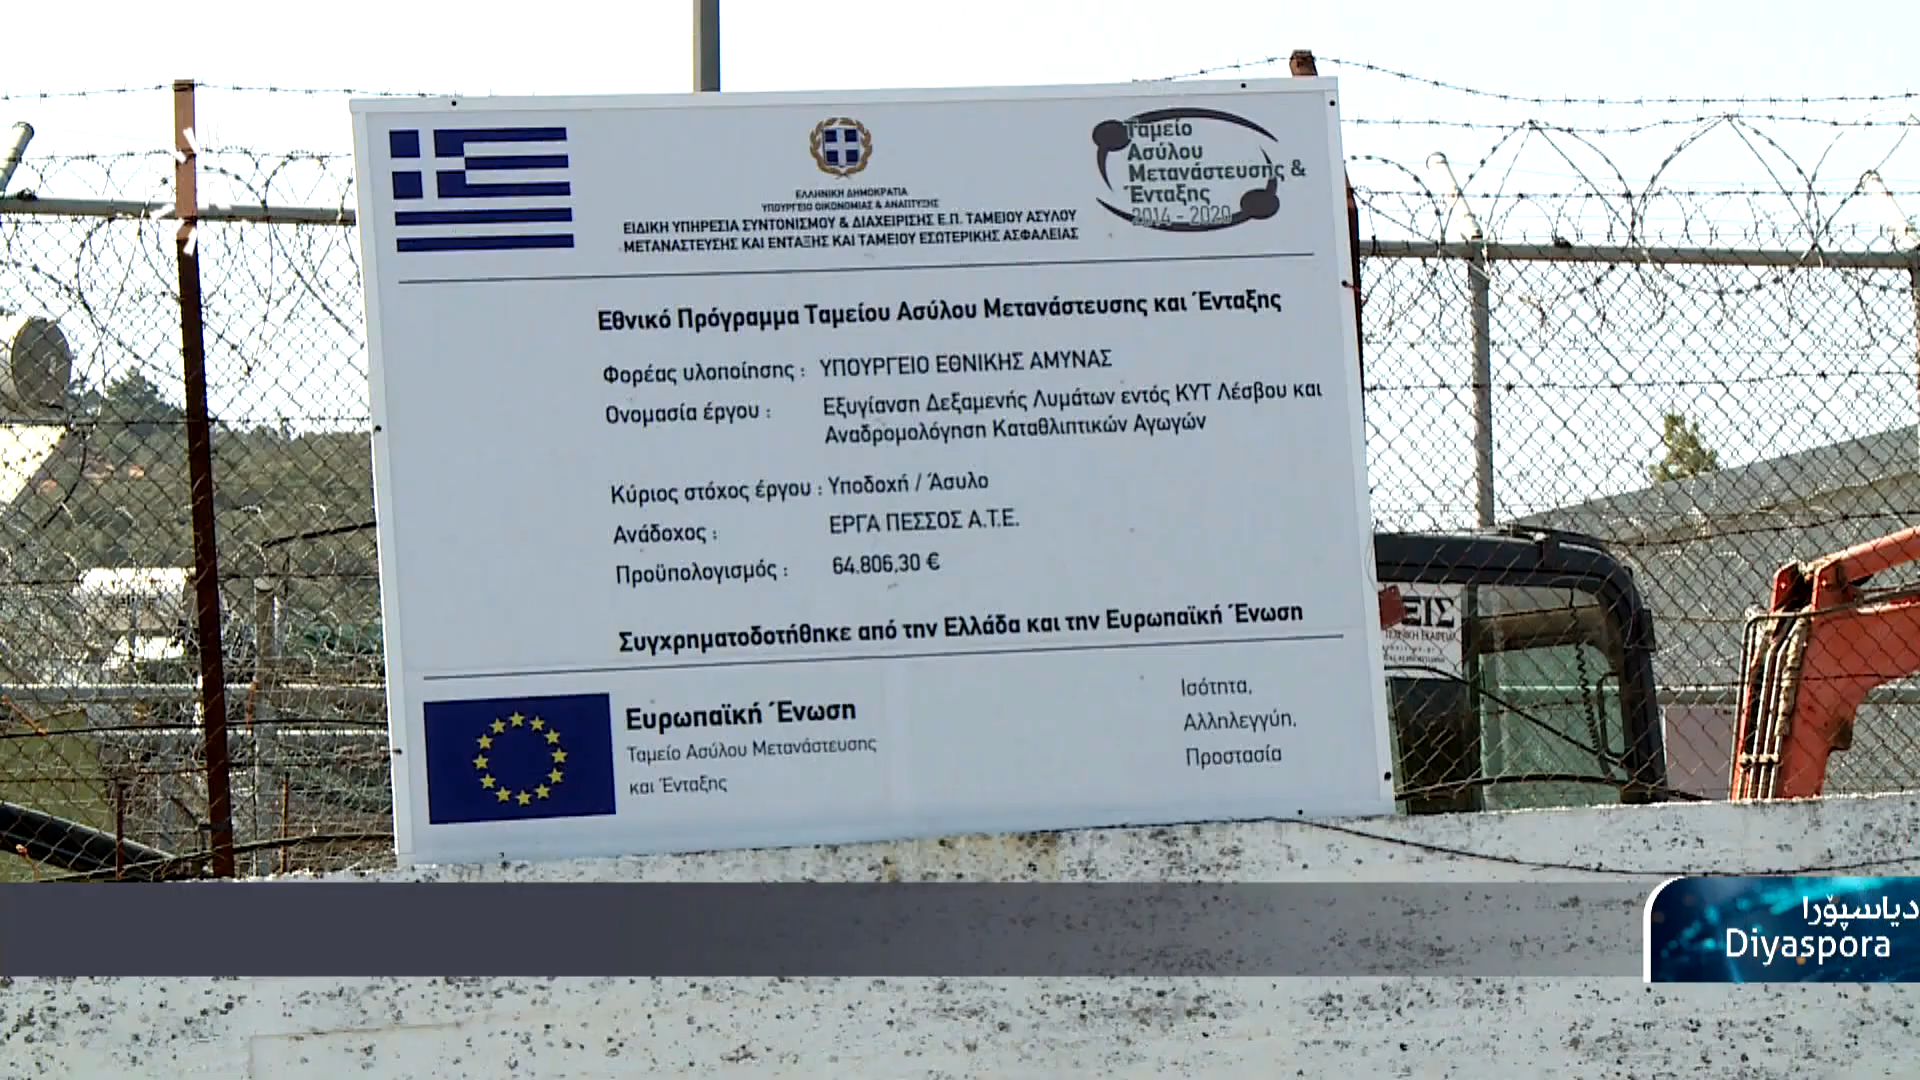 ΕΛΛΗΝΙΚΗ ΔΗΜΟΚΡΑΤΙΑ
ΥΠΟΥΡΓΕΙΟ ΟΙΚΟΝΟΜΙΑΣ & ΑΝΑΠΤΥΞΗΣ
ΕΙΔΙΚΗ ΥΠΗΡΕΣΙΑ ΣΥΝΤΟΝΙΣΜΟΥ & ΔΙΑΧΕΙΡΙΣΗΣ Ε.Π. ΤΑΜΕΙΟΥ ΑΣΥΛΟΥ
ΜΕΤΑΝΑΣΤΕΥΣΗΣ ΚΑΙ ΕΝΤΑΞΗΣ ΚΑΙ ΤΑΜΕΙΟΥ ΕΣΩΤΕΡΙΚΗΣ ΑΣΦΑΛΕΙΑΣ
Ταμείο
Ασύλου
Μετανάστευσης &
Ένταξης
2014 - 2020
Εθνικό Πρόγραμμα Ταμείου Ασύλου Μετανάστευσης και Ένταξης
Φορέας υλοποίησης : ΥΠΟΥΡΓΕΙΟ ΕΘΝΙΚΗΣ ΑΜΥΝΑΣ
Ονομασία έργου : Εξυγίανση Δεξαμενής Λυμάτων εντός ΚΥΤ Λέσβου και
Αναδρομολόγηση Καταθλιπτικών Αγωγών
Κύριος στόχος έργου : Υποδοχή / Άσυλο
Ανάδοχος : ΕΡΓΑ ΠΕΣΣΟΣ Α.Τ.Ε.
Προϋπολογισμός : 64.806,30 €
Συγχρηματοδοτήθηκε από την Ελλάδα και την Ευρωπαϊκή Ένωση
Ευρωπαϊκή Ένωση
Ταμείο Ασύλου Μετανάστευσης
και Ένταξης
Ισότητα,
Αλληλεγγύη,
Προστασία
دیاسپۆرا
Diyaspora